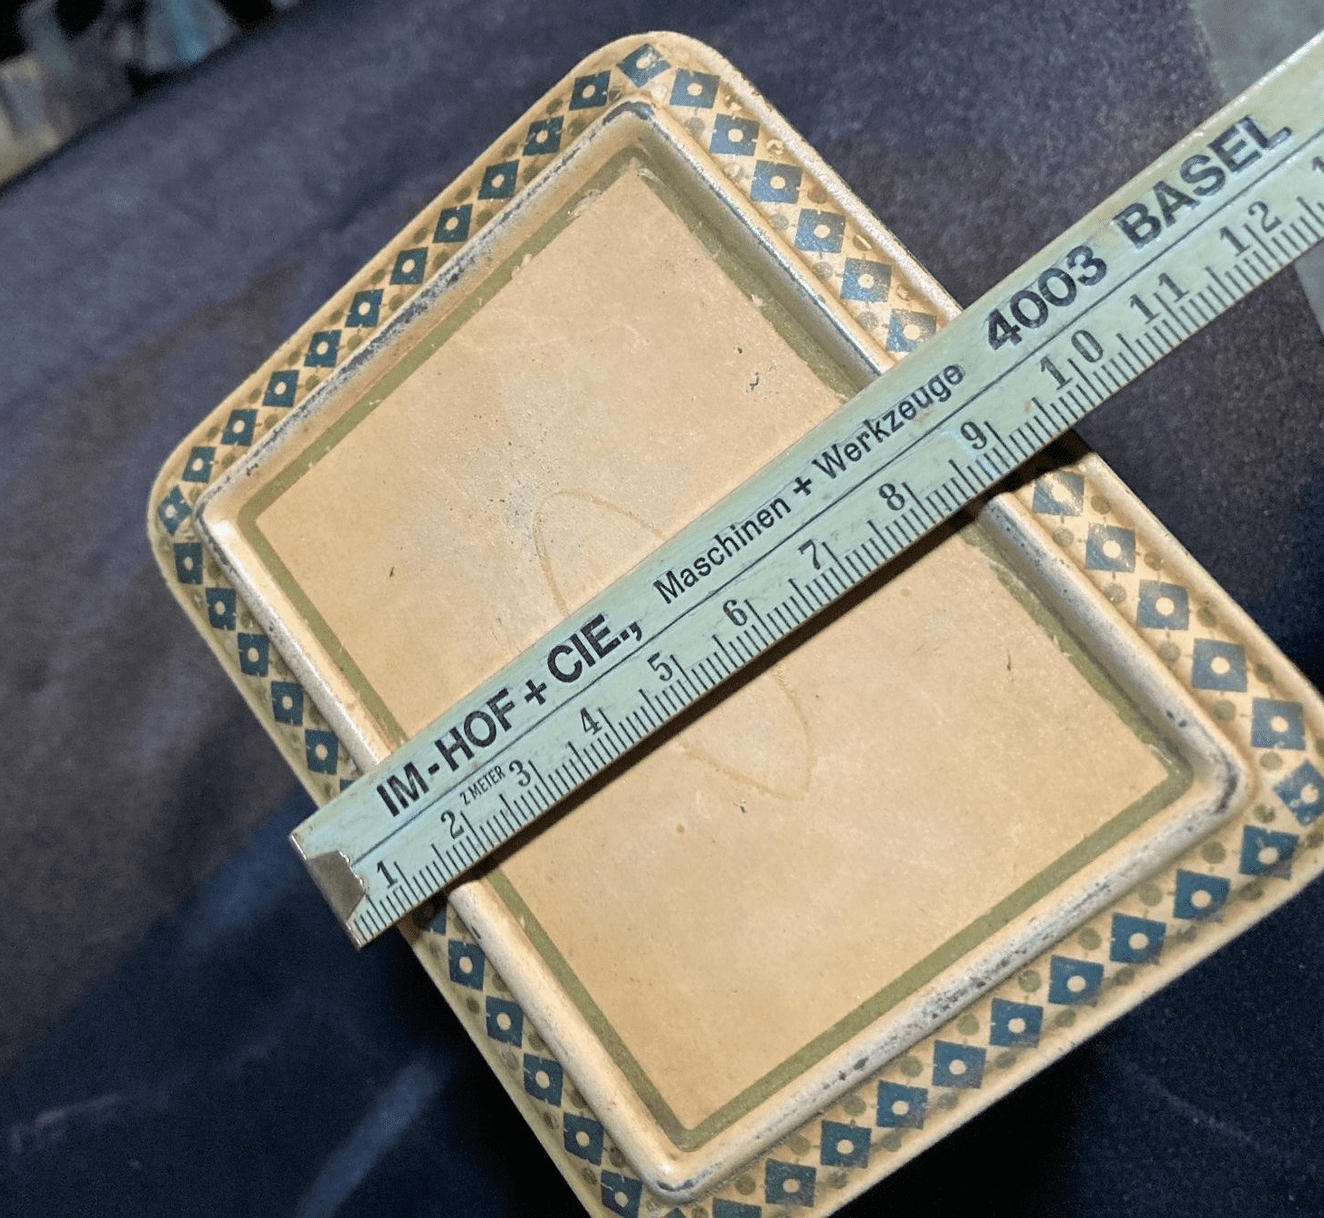 IM-HOF + CIE., Maschinen + Werkzeuge 4003 BASEL
2 METER
1 2 3 4 5 6 7 8 9 10 11 12